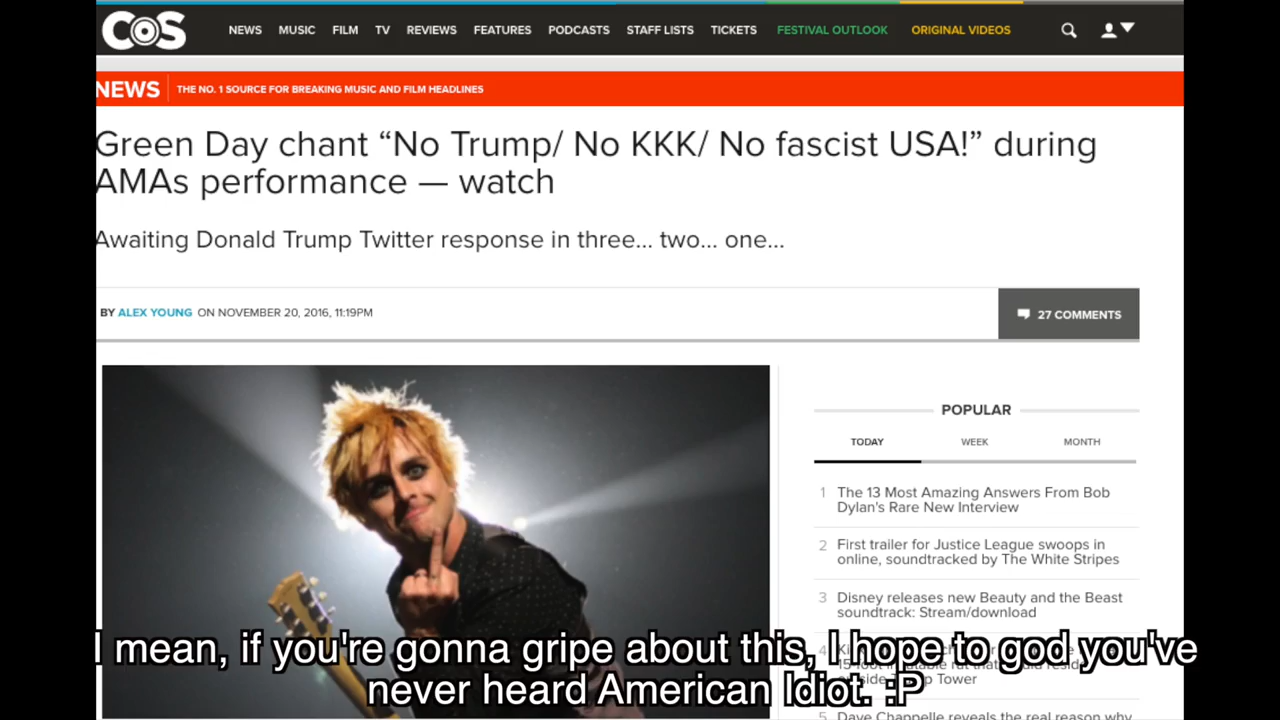 COS
NEWS MUSIC FILM TV REVIEWS FEATURES PODCASTS STAFF LISTS TICKETS FESTIVAL OUTLOOK ORIGINAL VIDEOS
NEWS THE NO. 1 SOURCE FOR BREAKING MUSIC AND FILM HEADLINES
Green Day chant “No Trump/ No KKK/ No fascist USA!” during
AMAs performance — watch
Awaiting Donald Trump Twitter response in three... two... one...
BY ALEX YOUNG ON NOVEMBER 20, 2016, 11:19PM
27 COMMENTS
POPULAR
TODAY WEEK MONTH
1 The 13 Most Amazing Answers From Bob
Dylan's Rare New Interview
2 First trailer for Justice League swoops in
online, soundtracked by The White Stripes
3 Disney releases new Beauty and the Beast
soundtrack: Stream/download
4
15-foot inflatable rat that
Tower
5 Dave Chappelle reveals the real reason why
I mean, if you're gonna gripe about this, I hope to god you've
never heard American Idiot. :P